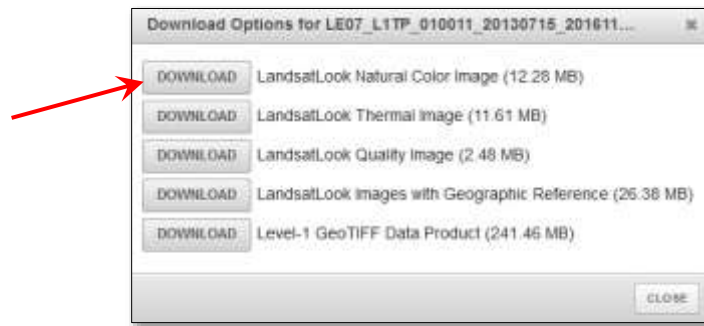 Download Options for LE07_L1TP_010011_20130715_201611...
DOWNLOAD LandsatLook Natural Color Image (12.28 MB)
DOWNLOAD LandsatLook Thermal Image (11.61 MB)
DOWNLOAD LandsatLook Quality Image (2.48 MB)
DOWNLOAD LandsatLook Images with Geographic Reference (26.38 MB)
DOWNLOAD Level-1 GeoTIFF Data Product (241.46 MB)
CLOSE